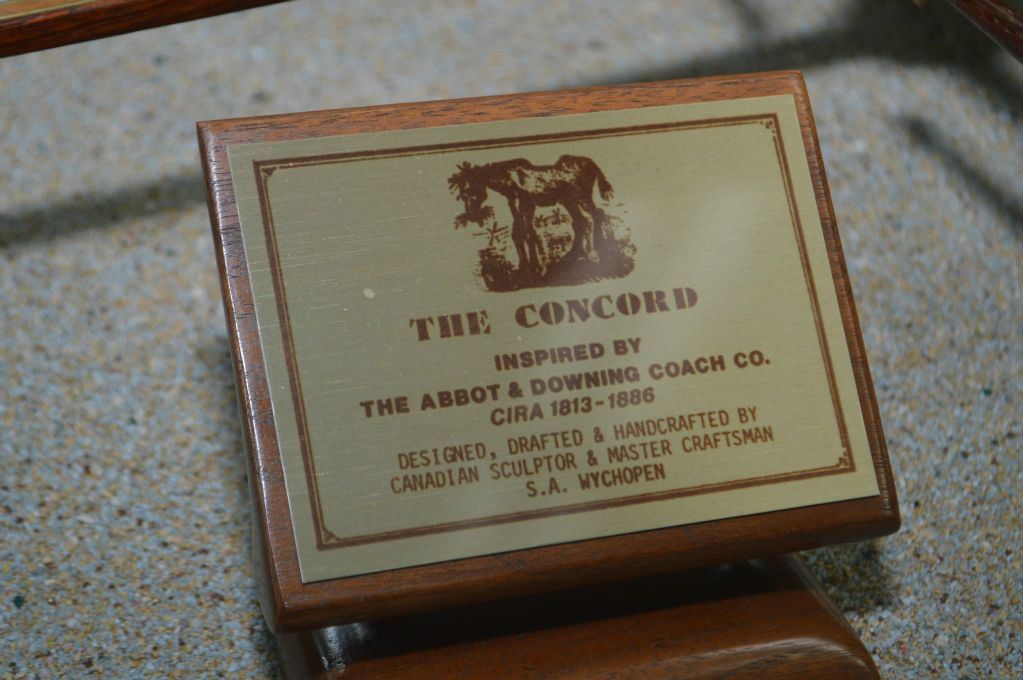 THE CONCORD
INSPIRED BY
THE ABBOT & DOWNING COACH CO.
CIRA 1813-1886
DESIGNED, DRAFTED & HANDCRAFTED BY
CANADIAN SCULPTOR & MASTER CRAFTSMAN
S.A. WYCHOPEN